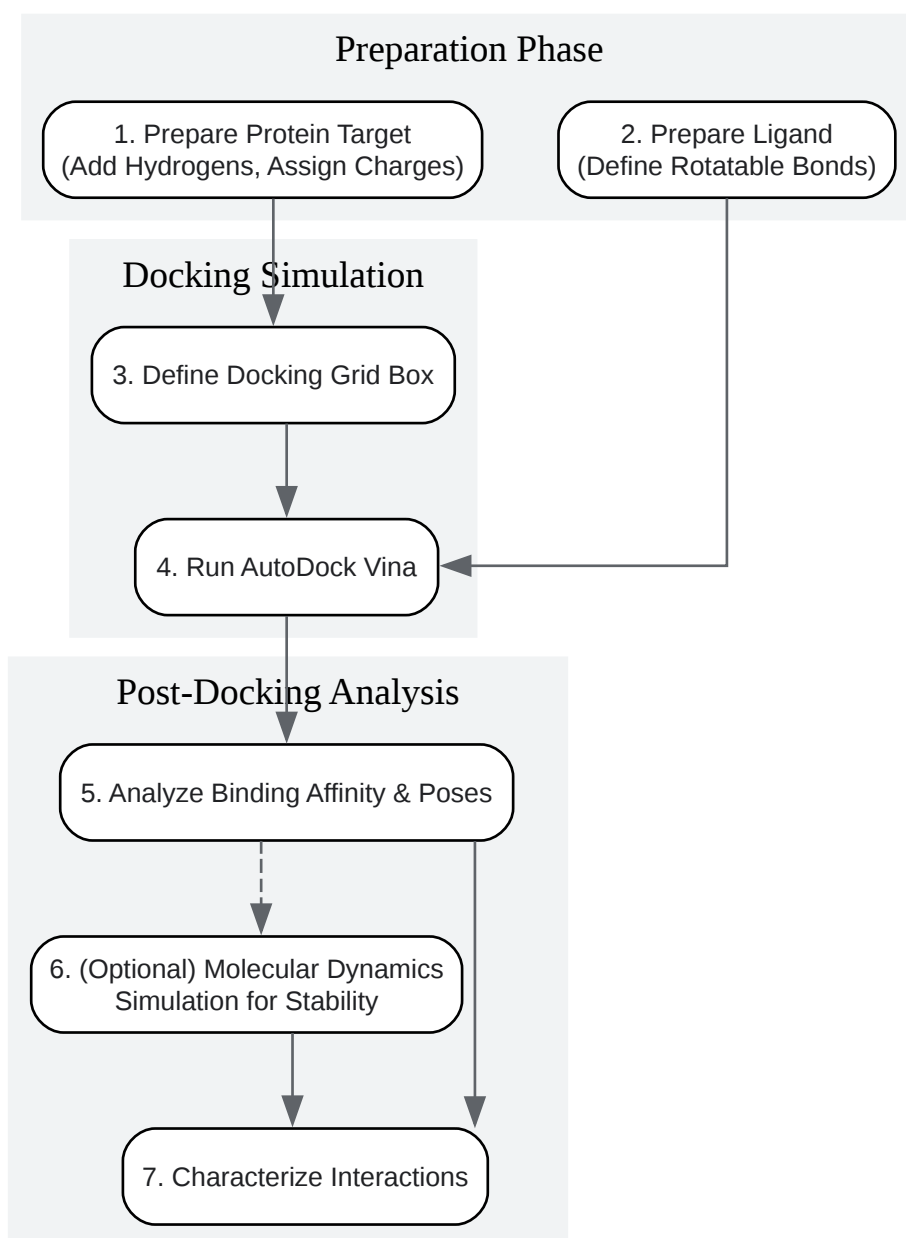 Preparation Phase
1. Prepare Protein Target
(Add Hydrogens, Assign Charges)
2. Prepare Ligand
(Define Rotatable Bonds)
Docking Simulation
3. Define Docking Grid Box
4. Run AutoDock Vina
Post-Docking Analysis
5. Analyze Binding Affinity & Poses
6. (Optional) Molecular Dynamics
Simulation for Stability
7. Characterize Interactions